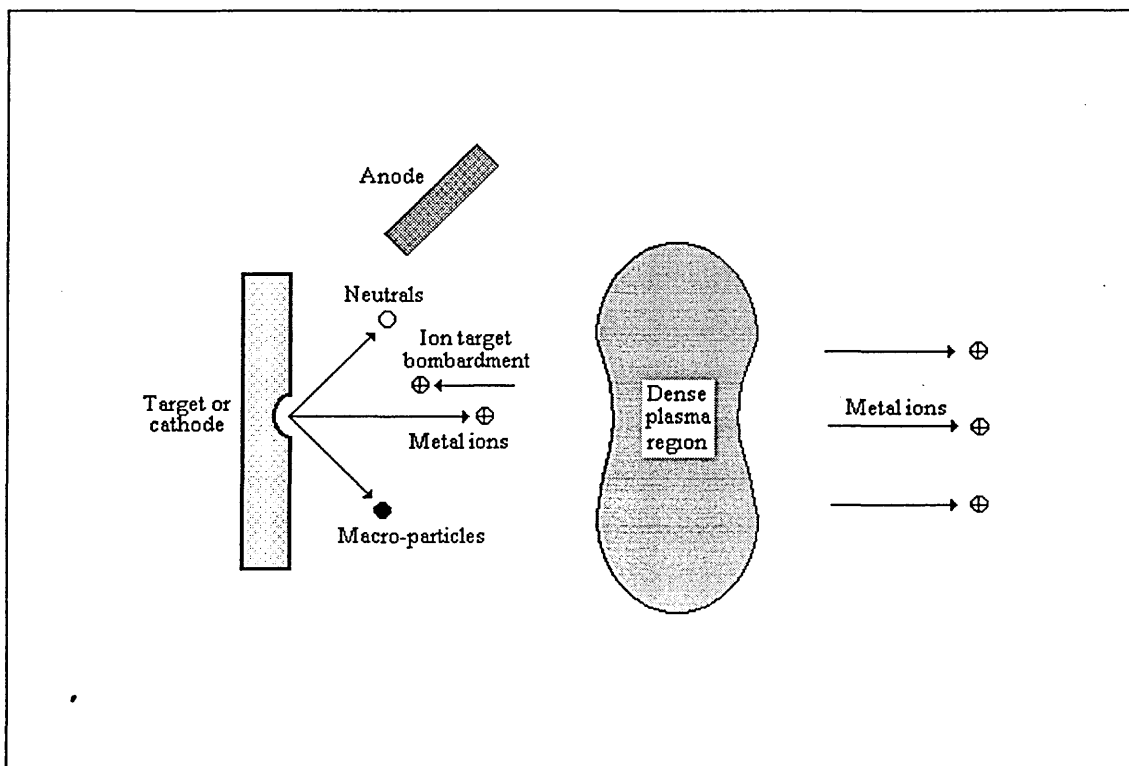 Anode
Neutrals
Ion target
bombardment
Target or
cathode
Metal ions
Macro-particles
Dense
plasma
region
Metal ions